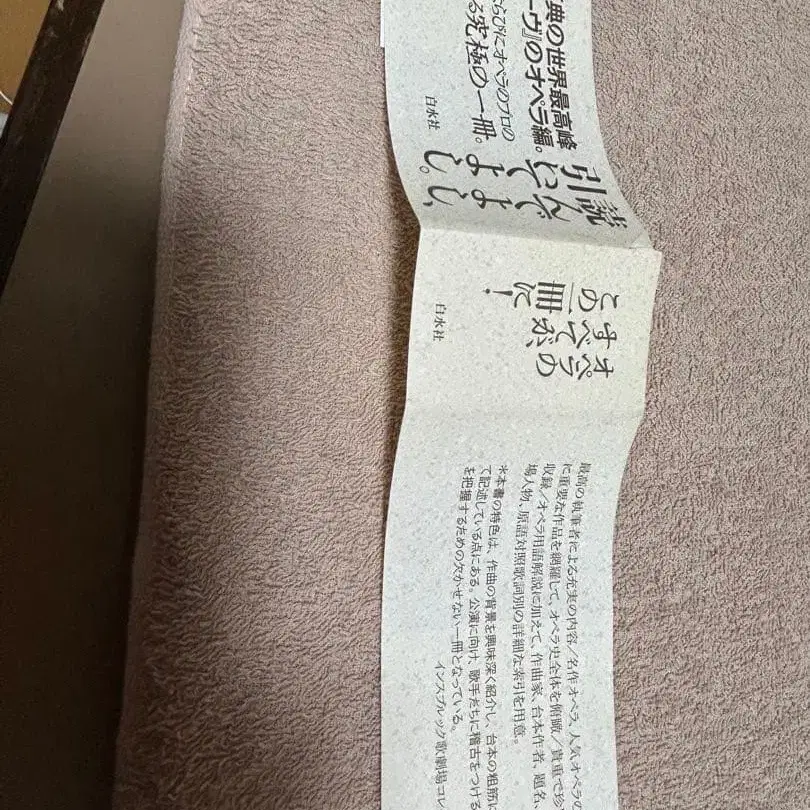 典の世界最高峰
ーヴ』のオペラ編。
ならびにオペラのプロの
る究極の一冊。
白水社
読んでよし、
引いてよし。
オペラの
すべてが、
この一冊に！
白水社
最高の執筆者による充実の内容／名作オペラ、人気オペラの
に重要な作品を網羅して、オペラ史全体を俯瞰／貴重で珍
収録／オペラ用語解説に加えて、作曲家、台本作者、題名、
場人物、原語対照歌詞別の詳細な索引を用意。
＊本書の特色は、作曲の背景を興味深く紹介し、台本の粗筋に
て記述している点にある。公演に向け、歌手たちに稽古をつける
を把握するための欠かせない一冊となっている。
インスブルック歌劇場コレ